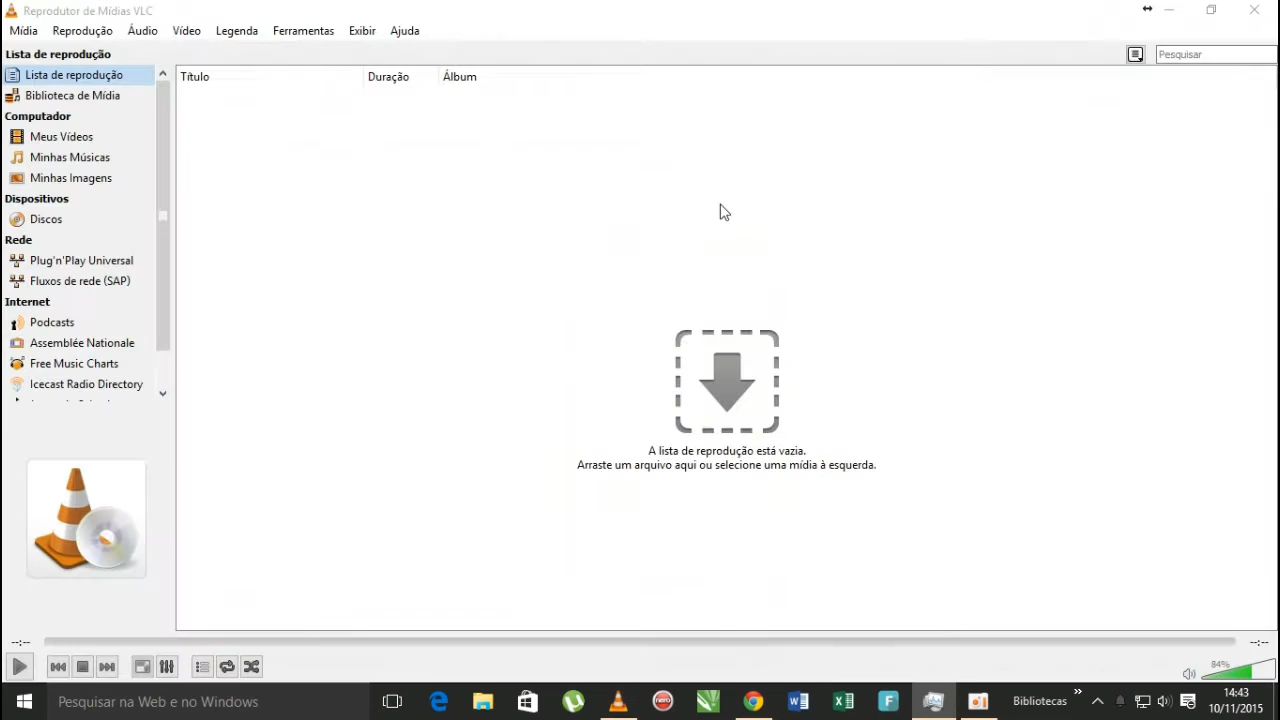 Reprodutor de Mídias VLC
Mídia Reprodução Áudio Vídeo Legenda Ferramentas Exibir Ajuda
Lista de reprodução
Pesquisar
Lista de reprodução
Título Duração Álbum
Biblioteca de Mídia
Computador
Meus Vídeos
Minhas Músicas
Minhas Imagens
Dispositivos
Discos
Rede
Plug'n'Play Universal
Fluxos de rede (SAP)
Internet
Podcasts
Assemblée Nationale
Free Music Charts
Icecast Radio Directory
A lista de reprodução está vazia.
Arraste um arquivo aqui ou selecione uma mídia à esquerda.
--:-- --:--
84%
Pesquisar na Web e no Windows
nero
W
X
F
Bibliotecas
14:43
10/11/2015